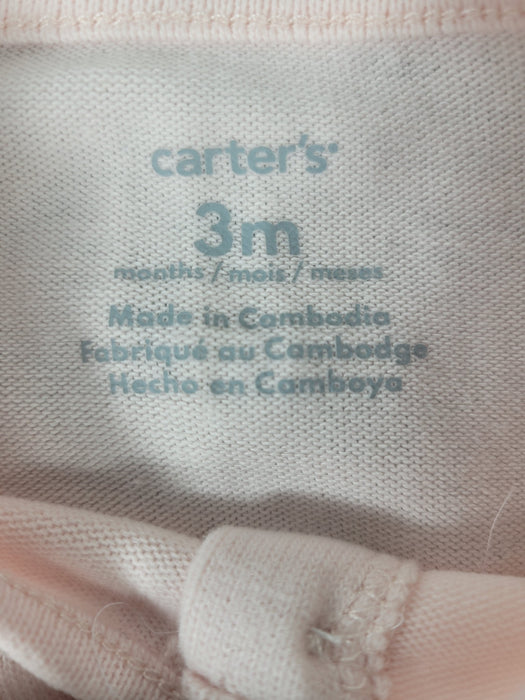 carter's
3m
months / mois / meses
Made in Cambodia
Fabriqué au Cambodge
Hecho en Camboya